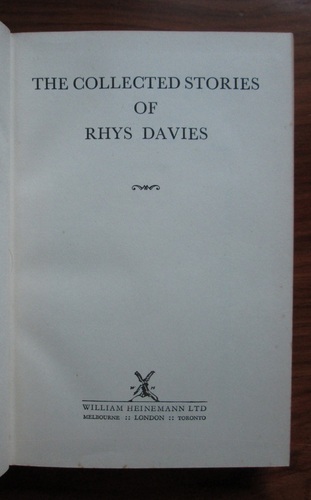 THE COLLECTED STORIES
OF
RHYS DAVIES
WILLIAM HEINEMANN LTD
MELBOURNE :: LONDON :: TORONTO